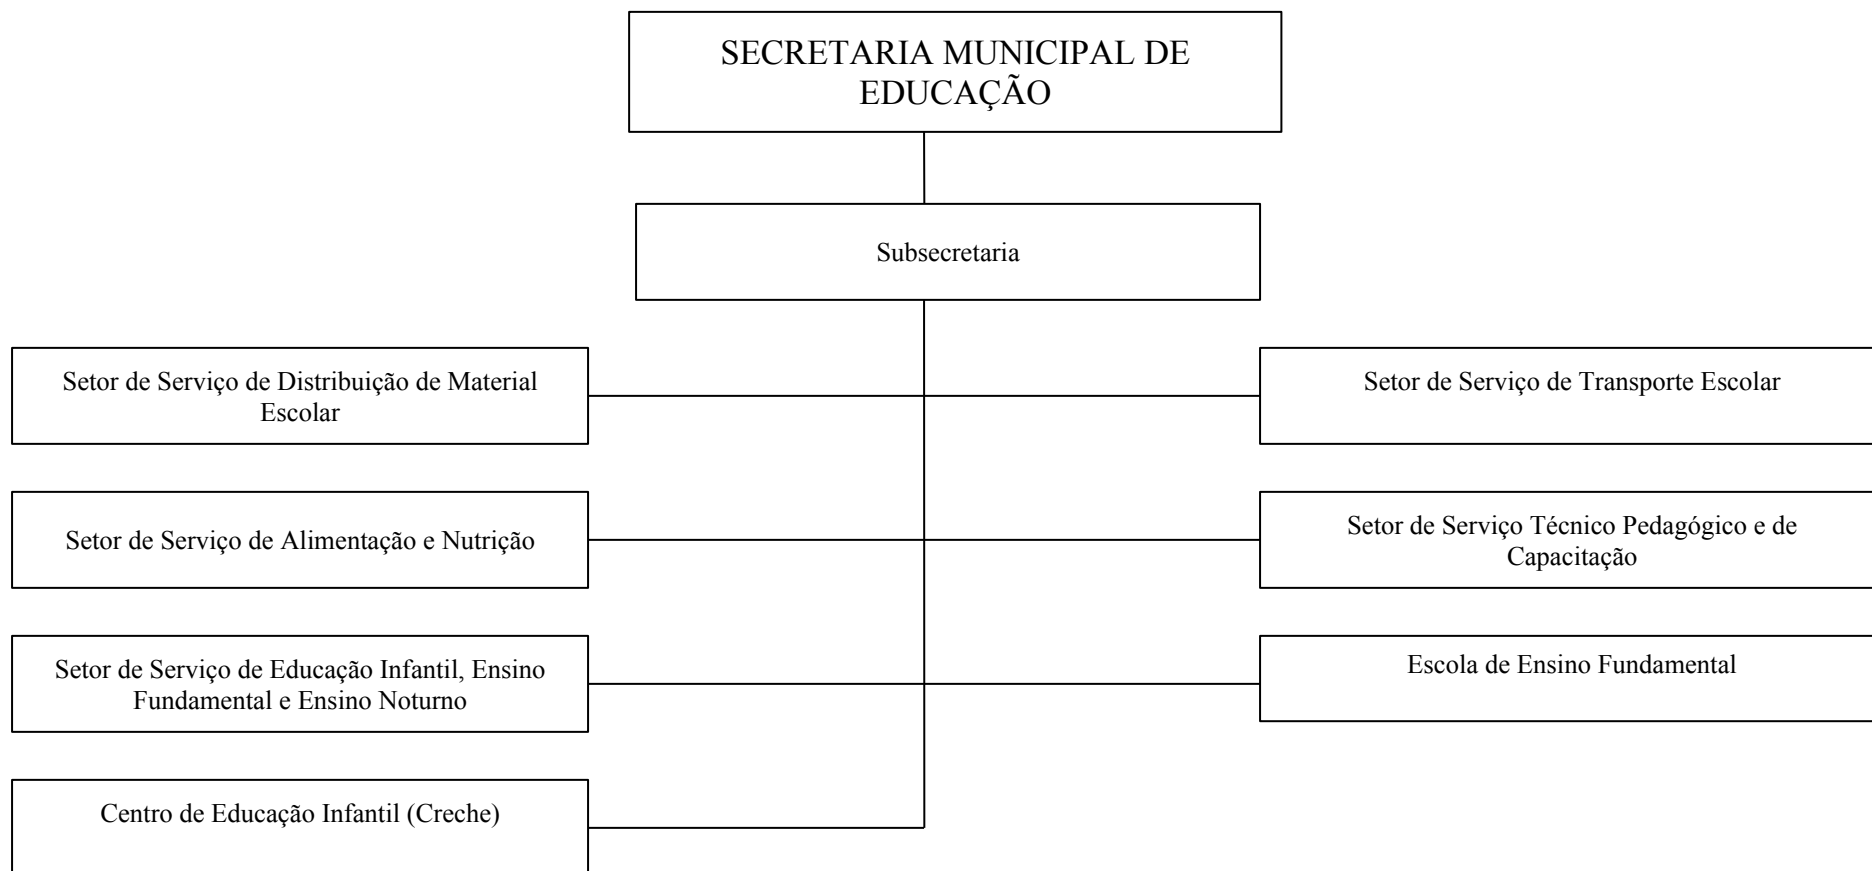 SECRETARIA MUNICIPAL DE
EDUCAÇÃO
Subsecretaria
Setor de Serviço de Distribuição de Material
Escolar
Setor de Serviço de Transporte Escolar
Setor de Serviço de Alimentação e Nutrição
Setor de Serviço Técnico Pedagógico e de
Capacitação
Setor de Serviço de Educação Infantil, Ensino
Fundamental e Ensino Noturno
Escola de Ensino Fundamental
Centro de Educação Infantil (Creche)